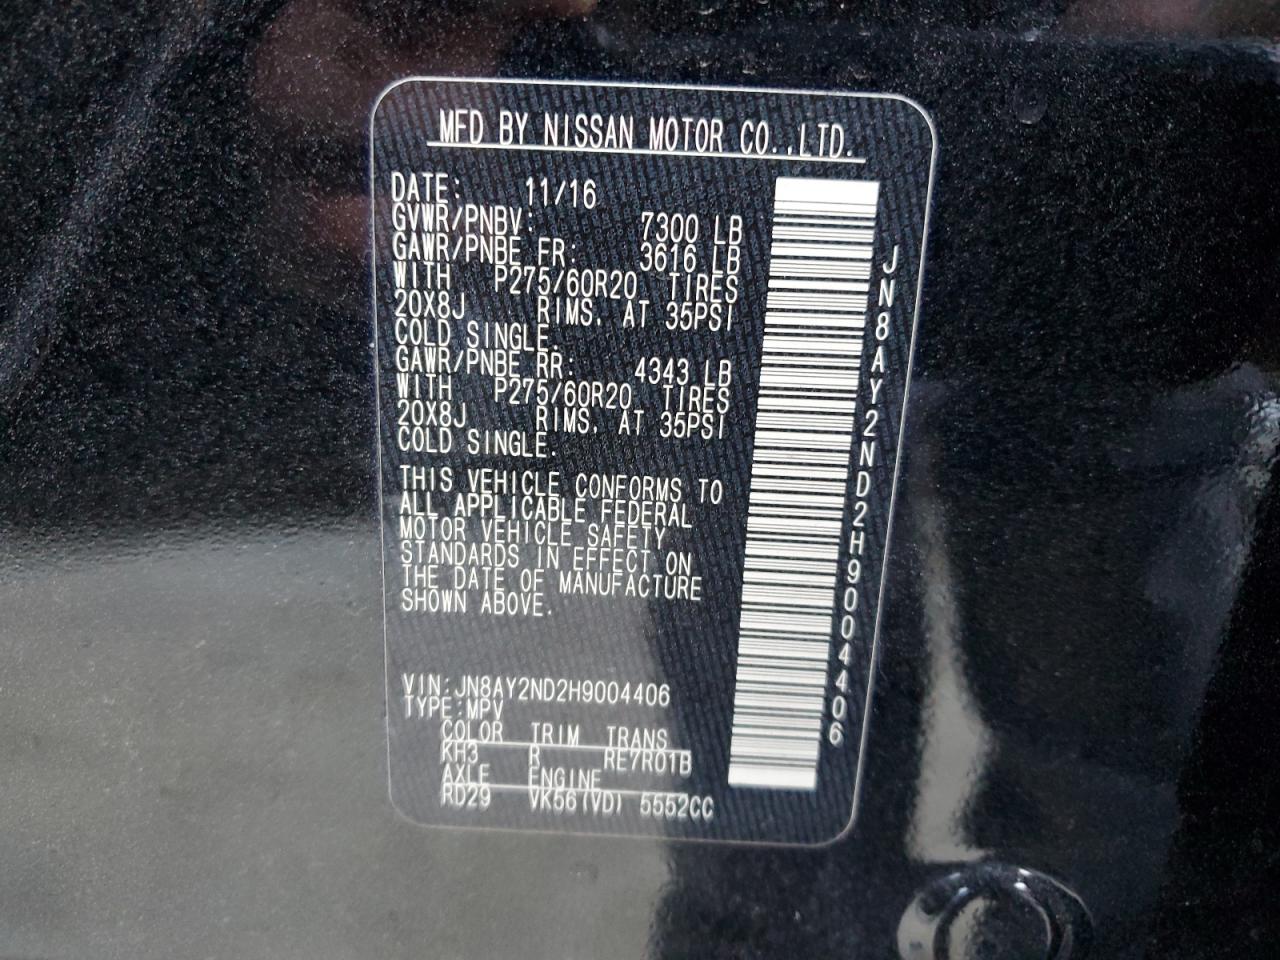 MFD BY NISSAN MOTOR CO.,LTD.
DATE: 11/16
GVWR/PNBV: 7300 LB
GAWR/PNBE FR: 3616 LB
WITH P275/60R20 TIRES
20X8J RIMS. AT 35PSI
COLD SINGLE.
GAWR/PNBE RR: 4343 LB
WITH P275/60R20 TIRES
20X8J RIMS. AT 35PSI
COLD SINGLE.
THIS VEHICLE CONFORMS TO
ALL APPLICABLE FEDERAL
MOTOR VEHICLE SAFETY
STANDARDS IN EFFECT ON
THE DATE OF MANUFACTURE
SHOWN ABOVE.
VIN:JN8AY2ND2H9004406
TYPE:MPV
COLOR TRIM TRANS
KH3 R RE7R01B
AXLE ENGINE
RD29 VK56(VD) 5552CC
JN8AY2ND2H9004406